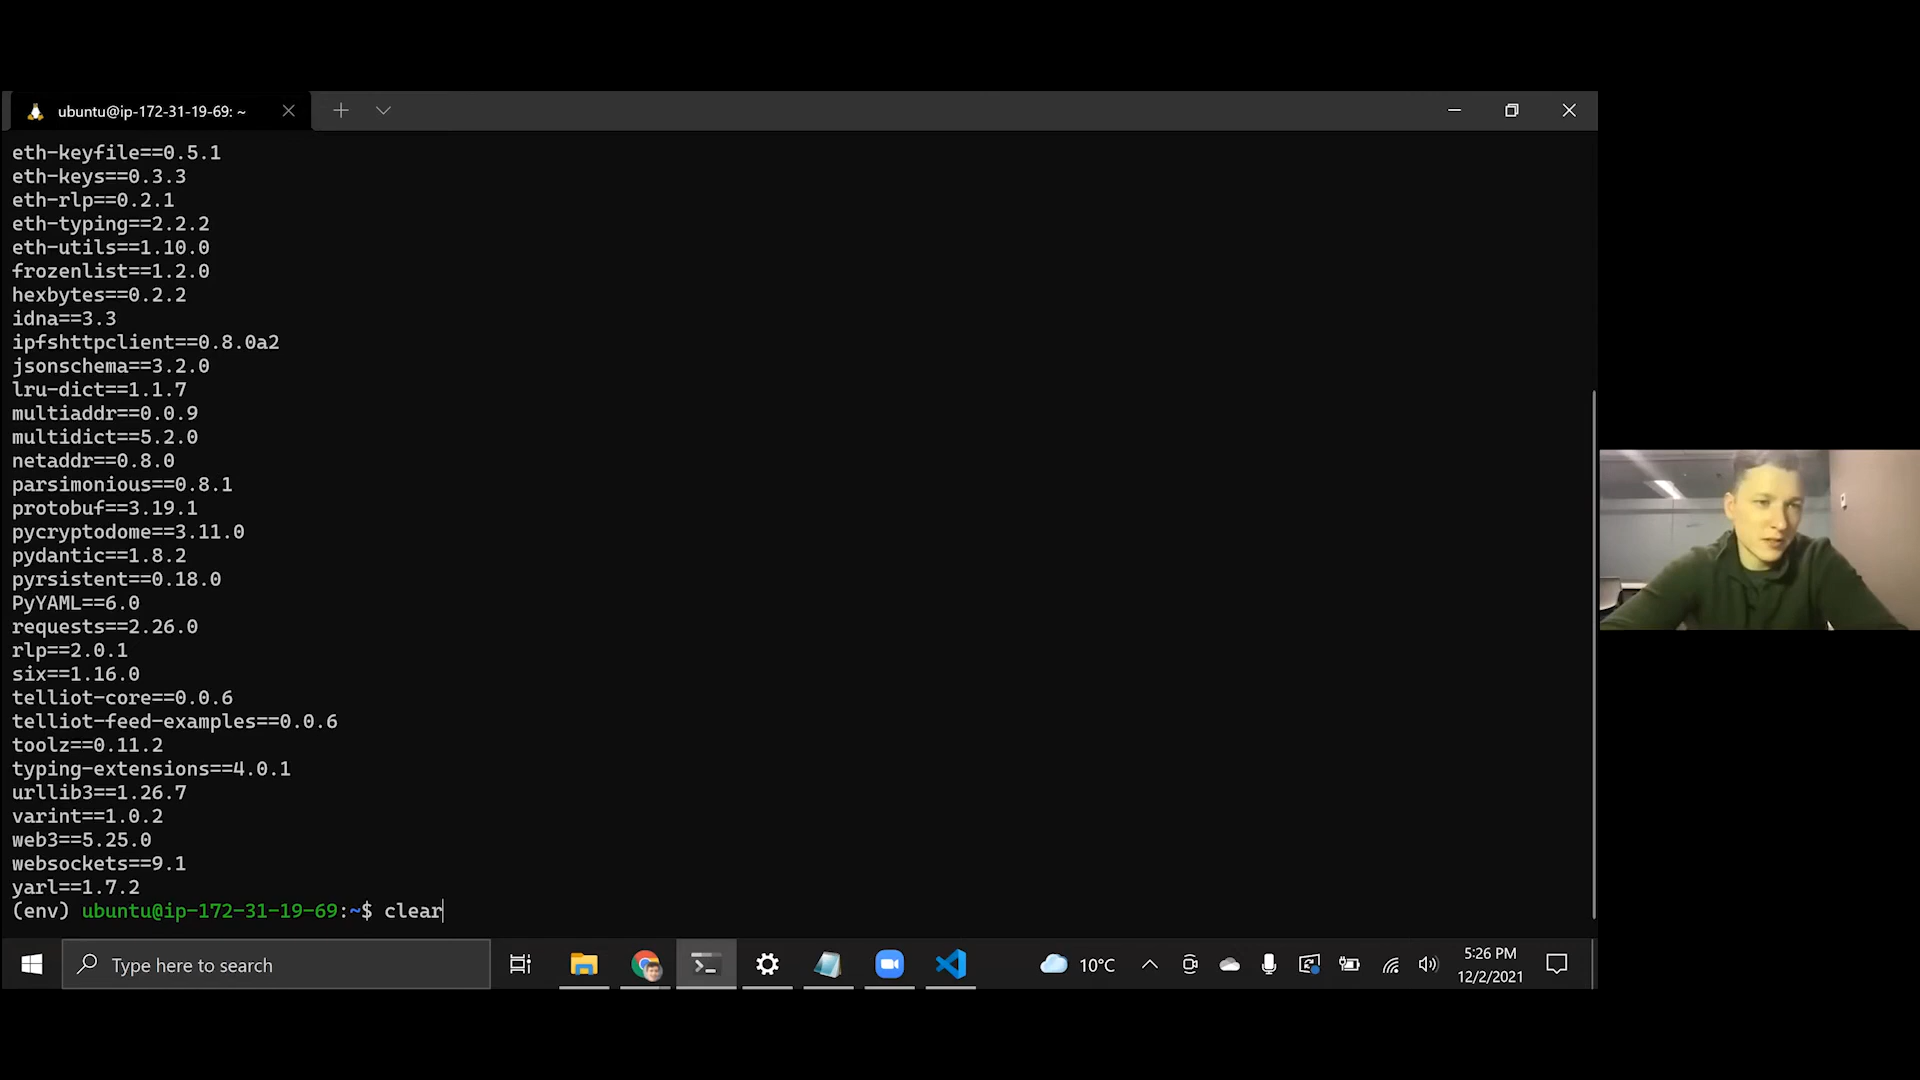 ubuntu@ip-172-31-19-69: ~
eth-keyfile==0.5.1
eth-keys==0.3.3
eth-rlp==0.2.1
eth-typing==2.2.2
eth-utils==1.10.0
frozenlist==1.2.0
hexbytes==0.2.2
idna==3.3
ipfshttpclient==0.8.0a2
jsonschema==3.2.0
lru-dict==1.1.7
multiaddr==0.0.9
multidict==5.2.0
netaddr==0.8.0
parsimonious==0.8.1
protobuf==3.19.1
pycryptodome==3.11.0
pydantic==1.8.2
pyrsistent==0.18.0
PyYAML==6.0
requests==2.26.0
rlp==2.0.1
six==1.16.0
telliot-core==0.0.6
telliot-feed-examples==0.0.6
toolz==0.11.2
typing-extensions==4.0.1
urllib3==1.26.7
varint==1.0.2
web3==5.25.0
websockets==9.1
yarl==1.7.2
(env) ubuntu@ip-172-31-19-69:~$ clear
Type here to search
10°C
5:26 PM
12/2/2021